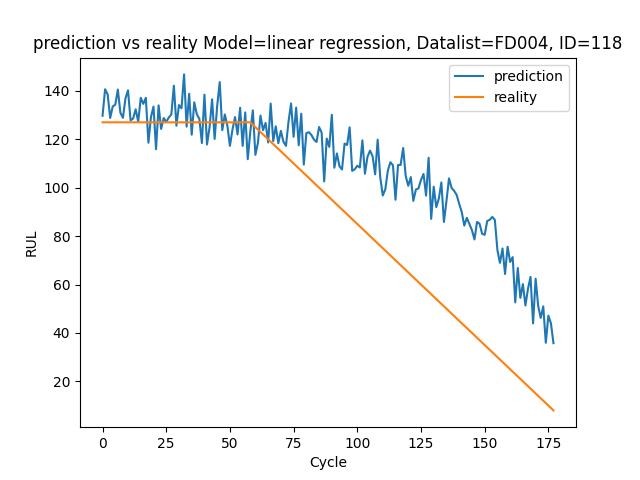 prediction vs reality Model=linear regression, Datalist=FD004, ID=118
prediction
reality
140
120
100
80
60
40
20
RUL
0 25 50 75 100 125 150 175
Cycle